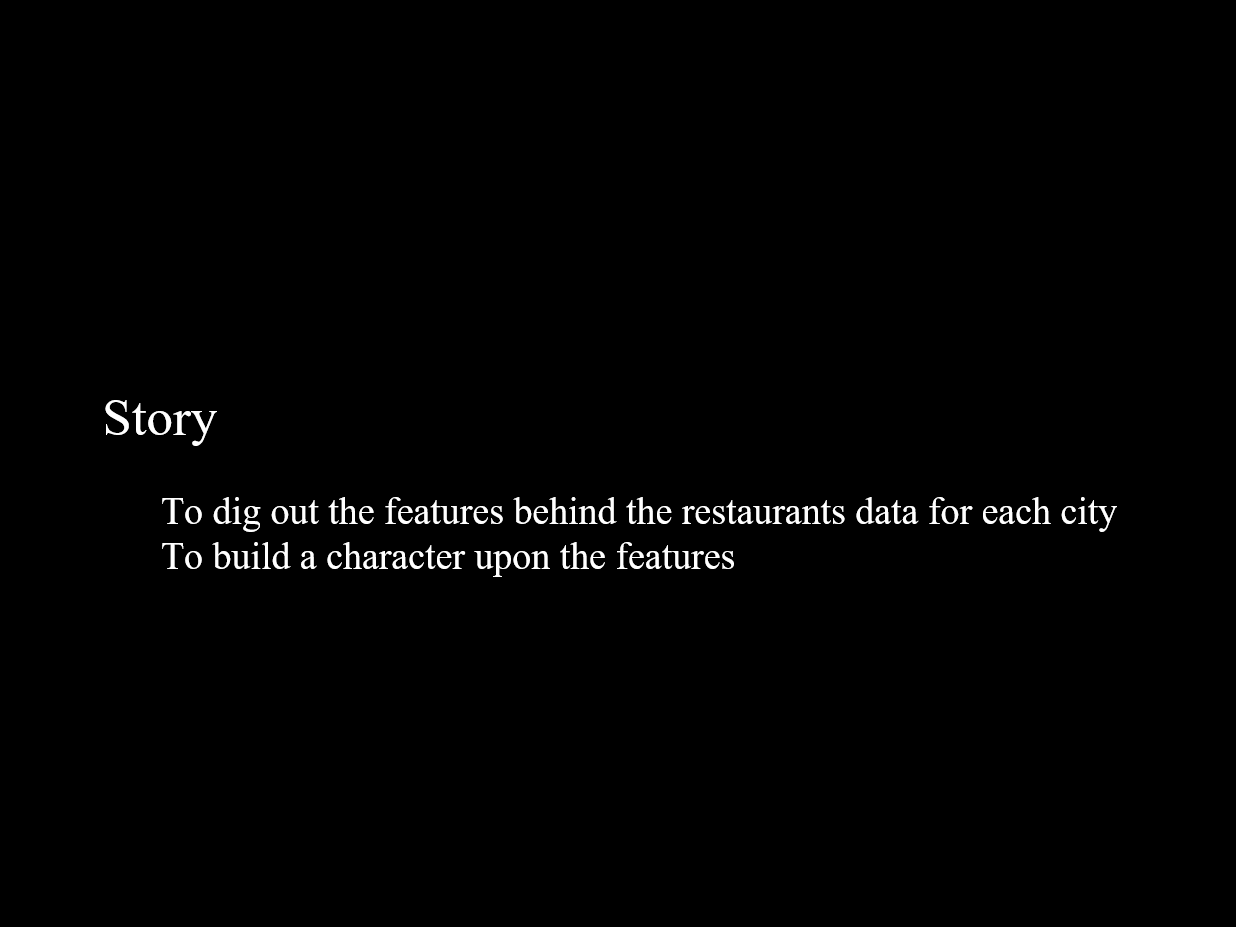 Story
To dig out the features behind the restaurants data for each city
To build a character upon the features